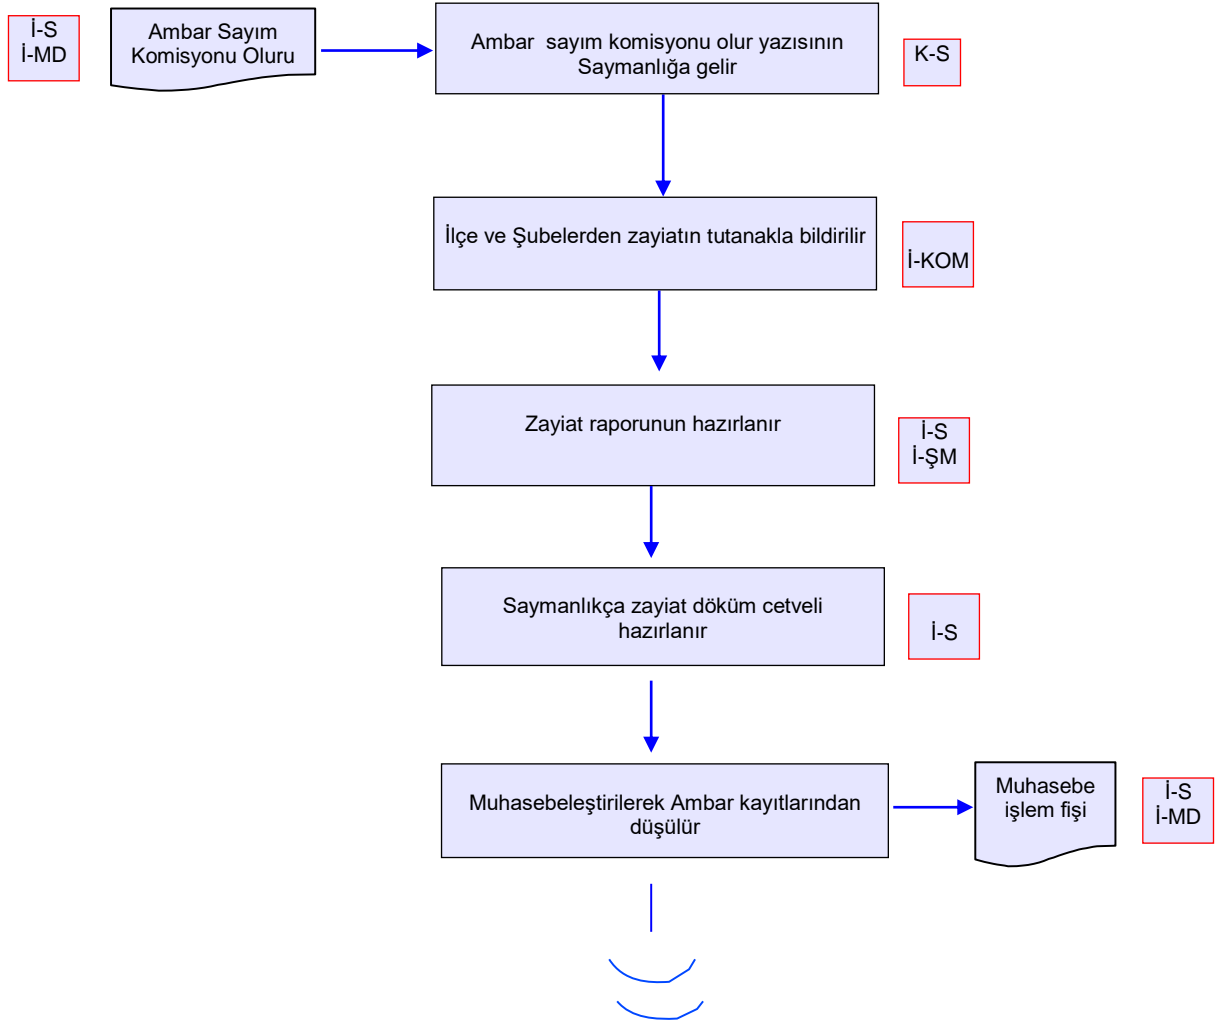 İ-S
İ-MD
Ambar Sayım
Komisyonu Oluru
Ambar  sayım komisyonu olur yazısının
Saymanlığa gelir
K-S
İlçe ve Şubelerden zayiatın tutanakla bildirilir
İ-KOM
Zayiat raporunun hazırlanır
İ-S
İ-ŞM
Saymanlıkça zayiat döküm cetveli
hazırlanır
İ-S
Muhasebeleştirilerek Ambar kayıtlarından
düşülür
Muhasebe
işlem fişi
İ-S
İ-MD